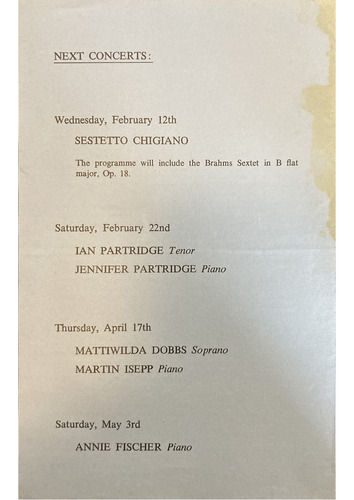 NEXT CONCERTS:
Wednesday, February 12th
SESTETTO CHIGIANO
The programme will include the Brahms Sextet in B flat
major, Op. 18.
Saturday, February 22nd
IAN PARTRIDGE Tenor
JENNIFER PARTRIDGE Piano
Thursday, April 17th
MATTIWILDA DOBBS Soprano
MARTIN ISEPP Piano
Saturday, May 3rd
ANNIE FISCHER Piano